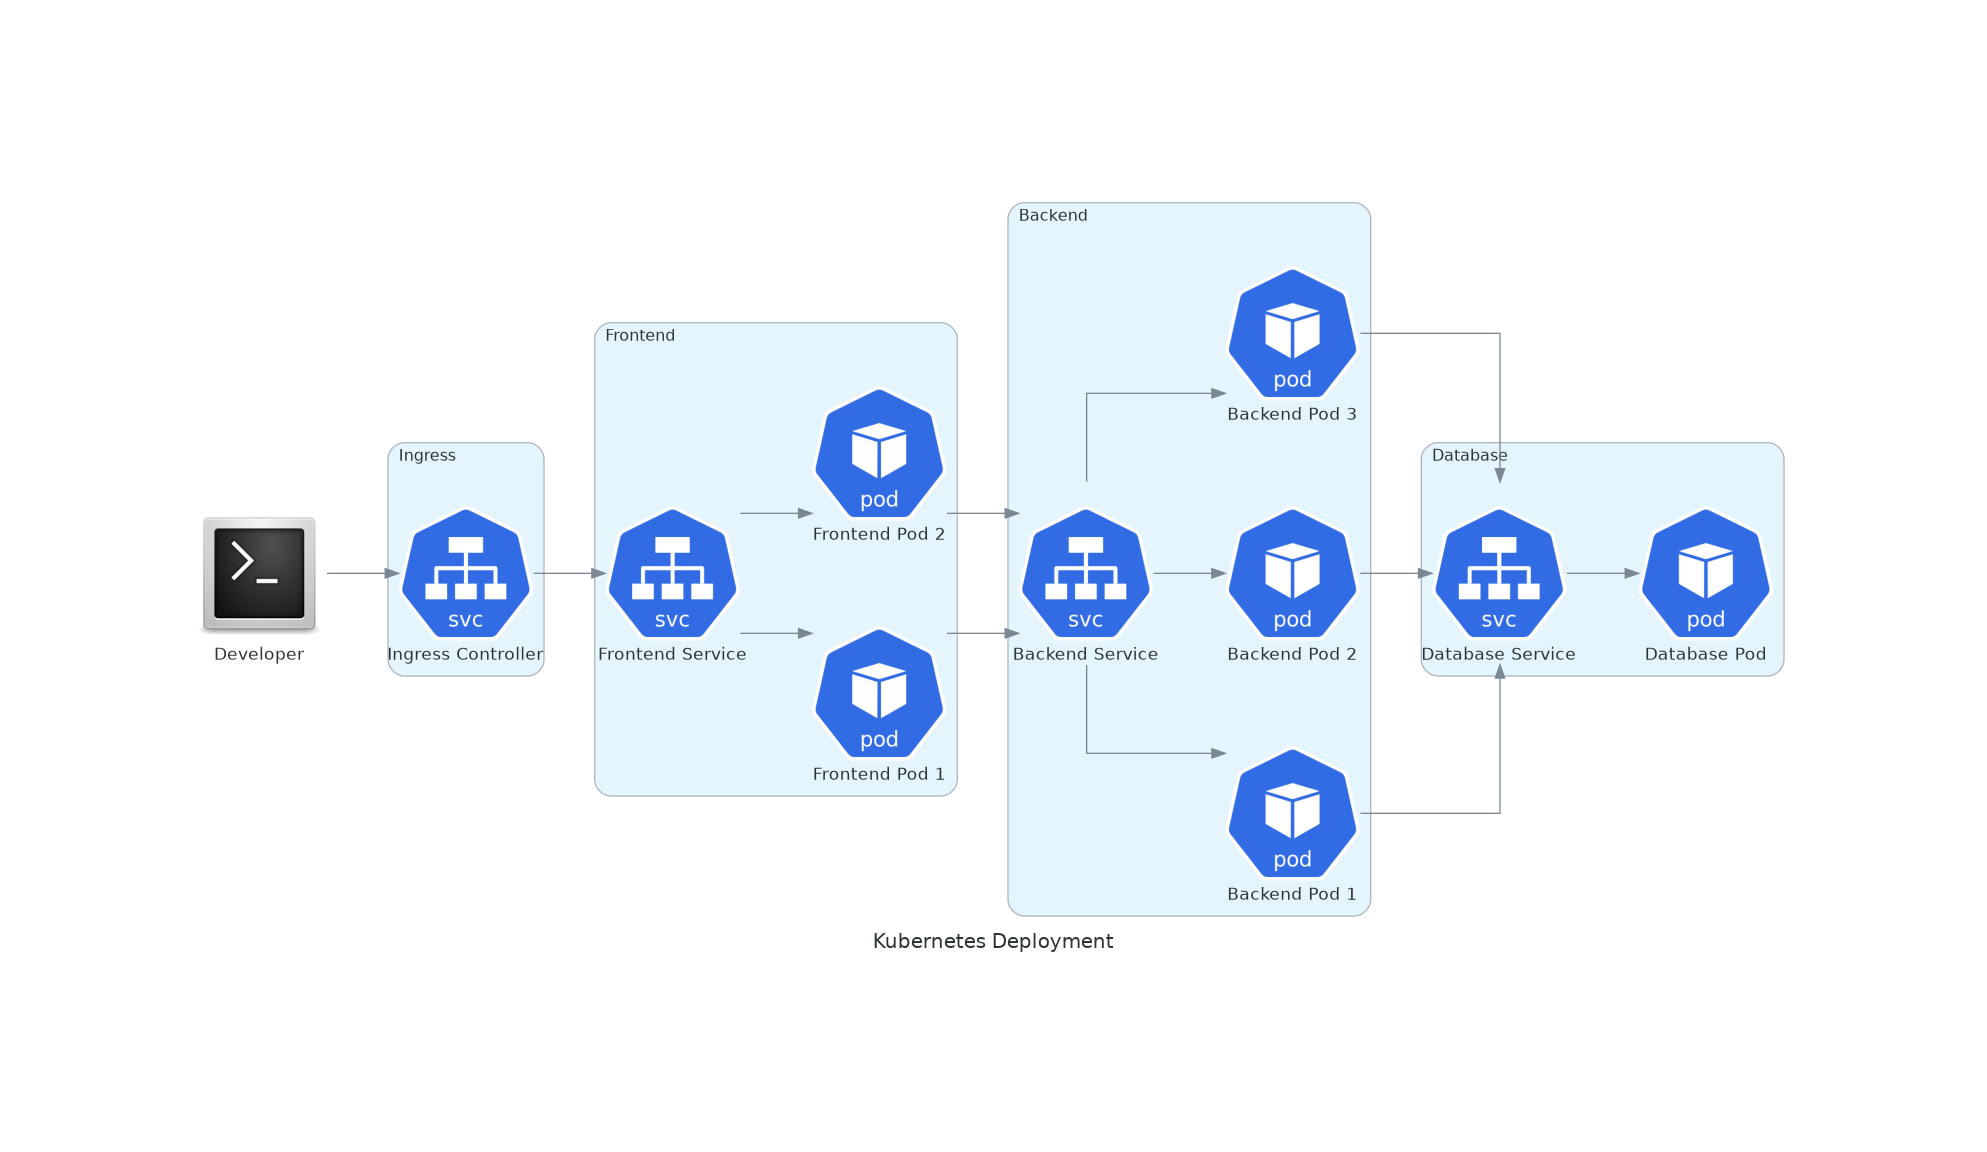 Backend
pod
Backend Pod 3
Frontend
pod
Frontend Pod 2
Ingress
Database
>_
Developer
svc
Ingress Controller
svc
Frontend Service
svc
Backend Service
pod
Backend Pod 2
svc
Database Service
pod
Database Pod
pod
Frontend Pod 1
pod
Backend Pod 1
Kubernetes Deployment